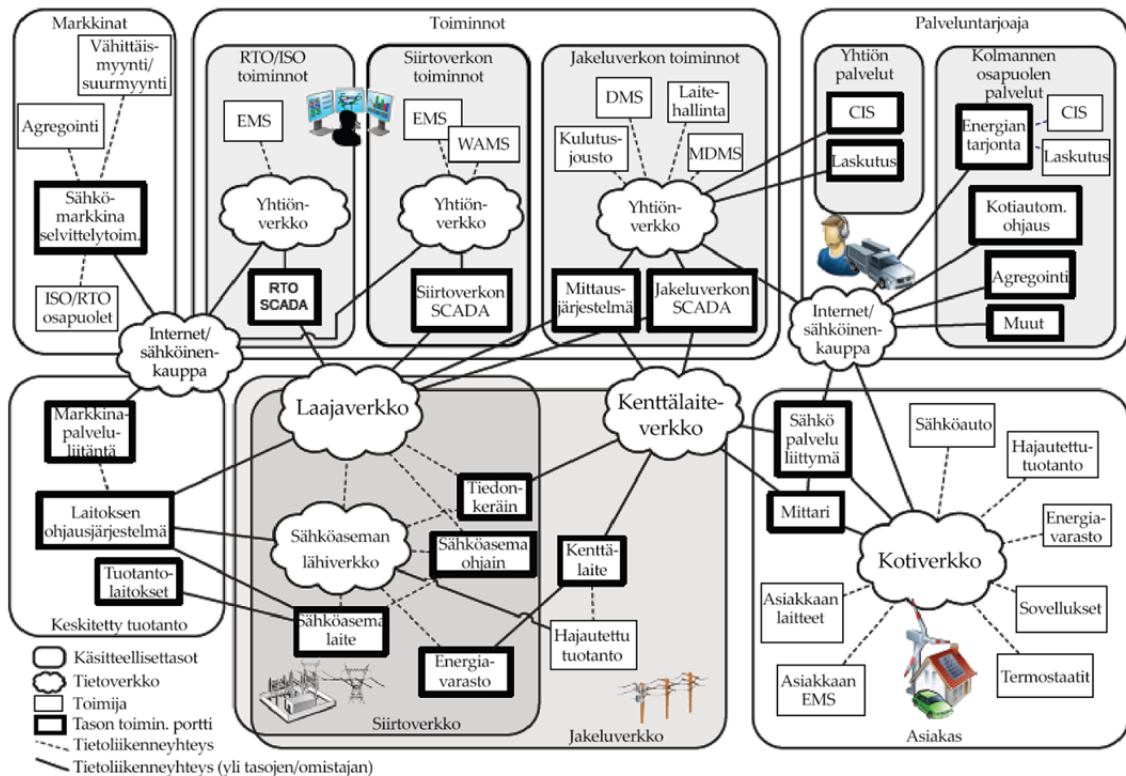 Markkinat
Vähittäis-
myynti/
suurmyynti
Agregointi
Sähkö-
markkina
selvittelytoim.
ISO/RTO
osapuolet
Internet/
sähköinen-
kauppa
Toiminnot
RTO/ISO
toiminnot
EMS
Yhtiön-
verkko
RTO
SCADA
Siirtoverkon
toiminnot
EMS
WAMS
Yhtiön-
verkko
Siirtoverkon
SCADA
Jakeluverkon toiminnot
DMS
Laite-
hallinta
Kulutus-
jousto
MDMS
Yhtiön-
verkko
Mittaus-
järjestelmä
Jakeluverkon
SCADA
Palveluntarjoaja
Yhtiön
palvelut
CIS
Laskutus
Kolmannen
osapuolen
palvelut
Energian
tarjonta
CIS
Laskutus
Kotiautom.
ohjaus
Agregointi
Muut
Internet/
sähköinen-
kauppa
Markkina-
palvelu-
liitäntä
Laitoksen
ohjausjärjestelmä
Tuotanto-
laitokset
Keskitetty tuotanto
Laajaverkko
Kenttälaite-
verkko
Tiedon-
keräin
Sähköaseman
lähiverkko
Sähköasema
ohjain
Kenttä-
laite
Sähköasema
laite
Energia-
varasto
Hajautettu
tuotanto
Siirtoverkko
Jakeluverkko
Sähkö
palvelu
liittymä
Mittari
Sähköauto
Hajautettu-
tuotanto
Energia-
varasto
Kotiverkko
Asiakkaan
laitteet
Sovellukset
Asiakkaan
EMS
Termostaatit
Asiakas
Käsitteellisettasot
Tietoverkko
Toimija
Tason toimin. portti
Tietoliikenneyhteys
Tietoliikenneyhteys (yli tasojen/omistajan)